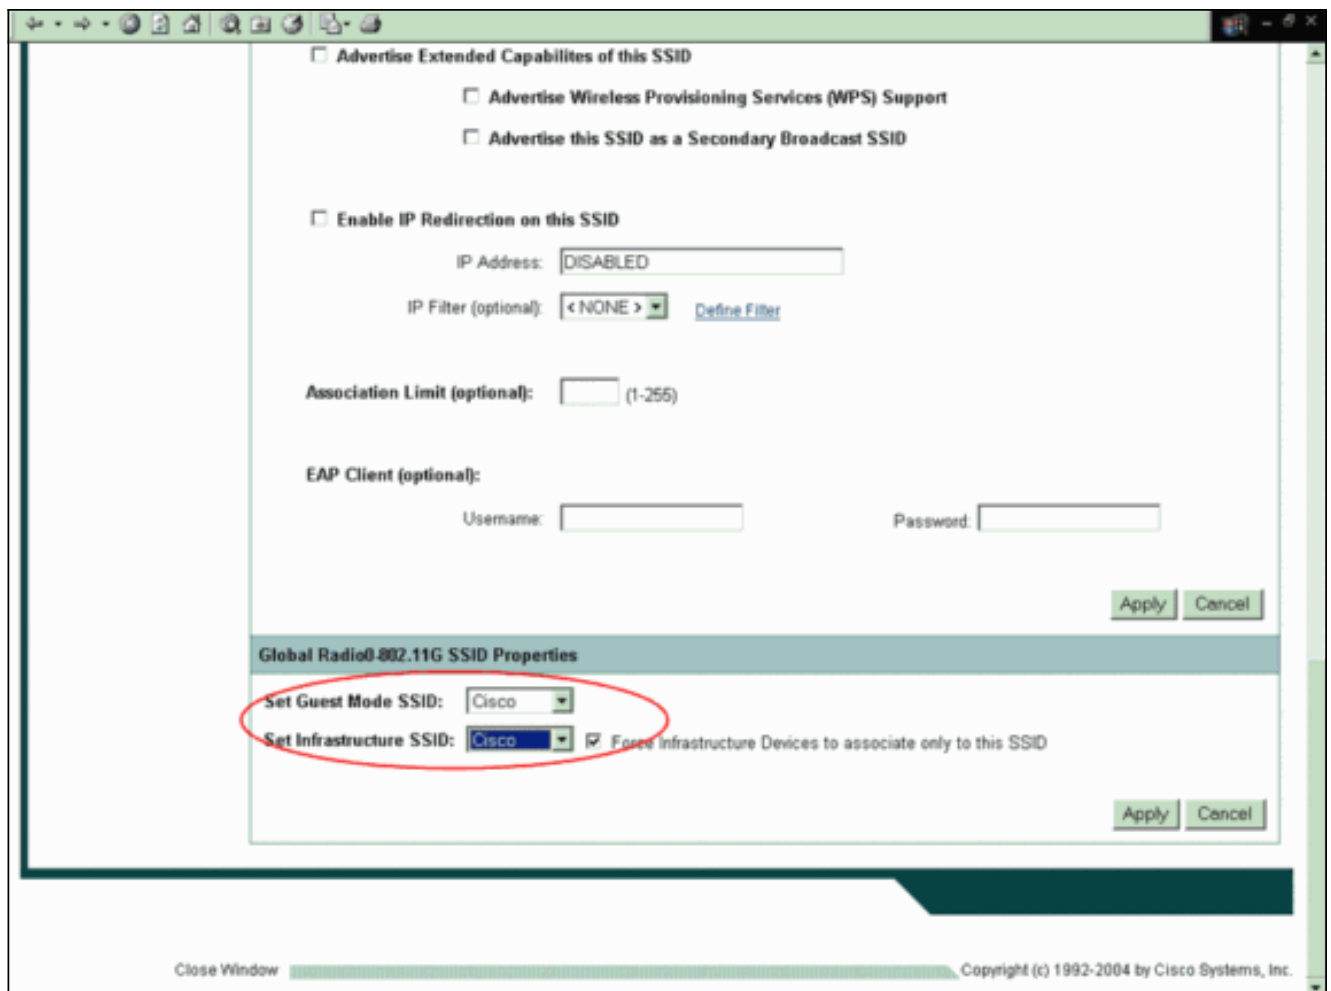 Advertise Extended Capabilites of this SSID
Advertise Wireless Provisioning Services (WPS) Support
Advertise this SSID as a Secondary Broadcast SSID
Enable IP Redirection on this SSID
IP Address: DISABLED
IP Filter (optional): < NONE > Define Filter
Association Limit (optional): (1-255)
EAP Client (optional):
Username: Password:
Apply Cancel
Global Radio0-802.11G SSID Properties
Set Guest Mode SSID: Cisco
Set Infrastructure SSID: Cisco Force Infrastructure Devices to associate only to this SSID
Apply Cancel
Close Window Copyright (c) 1992-2004 by Cisco Systems, Inc.